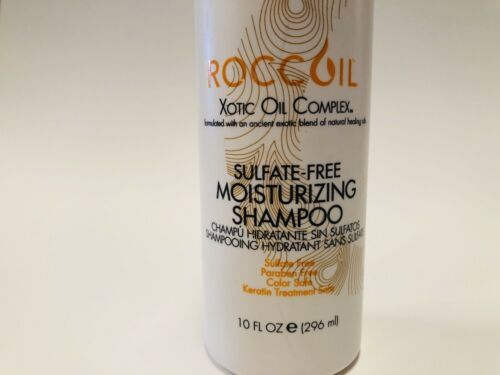 ROCCOIL
XOTIC OIL COMPLEX™
formulated with an ancient exotic blend of natural healing oils
SULFATE-FREE
MOISTURIZING
SHAMPOO
CHAMPÚ HIDRATANTE SIN SULFATOS
SHAMPOOING HYDRATANT SANS SULFATE
Sulfate Free
Paraben Free
Color Safe
Keratin Treatment Safe
10 FL OZ e (296 ml)